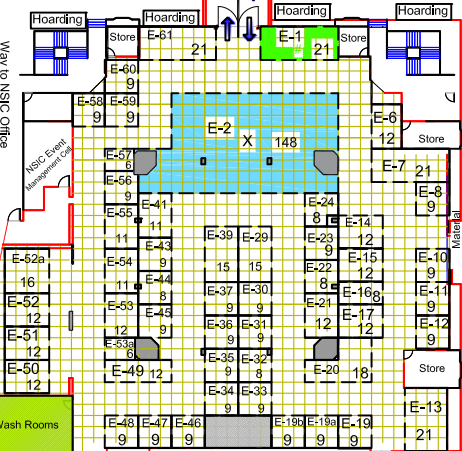 Hoarding
Hoarding
Hoarding
Hoarding
Store
E-61
21
E-1
21
Store
E-60
9
E-58
9
E-59
9
E-2
X
148
E-6
12
Store
Way to NSIC Office
NSIC Event
Management Cell
E-57
6
E-7
21
E-56
9
E-8
9
Material
E-55
11
E-41
11
E-24
8
E-14
12
E-39
15
E-29
15
E-23
9
E-43
9
E-15
12
E-10
9
E-52a
16
E-54
11
E-44
8
E-22
8
E-16
8
E-11
9
E-37
9
E-30
9
E-52
12
E-53
12
E-45
9
E-21
12
E-17
12
E-12
9
E-36
9
E-31
9
E-51
12
E-53a
6
E-35
9
E-32
8
E-50
12
E-49
12
E-20
18
Store
E-34
9
E-33
9
E-13
21
Wash Rooms
E-48
9
E-47
9
E-46
9
E-19b
9
E-19a
9
E-19
9